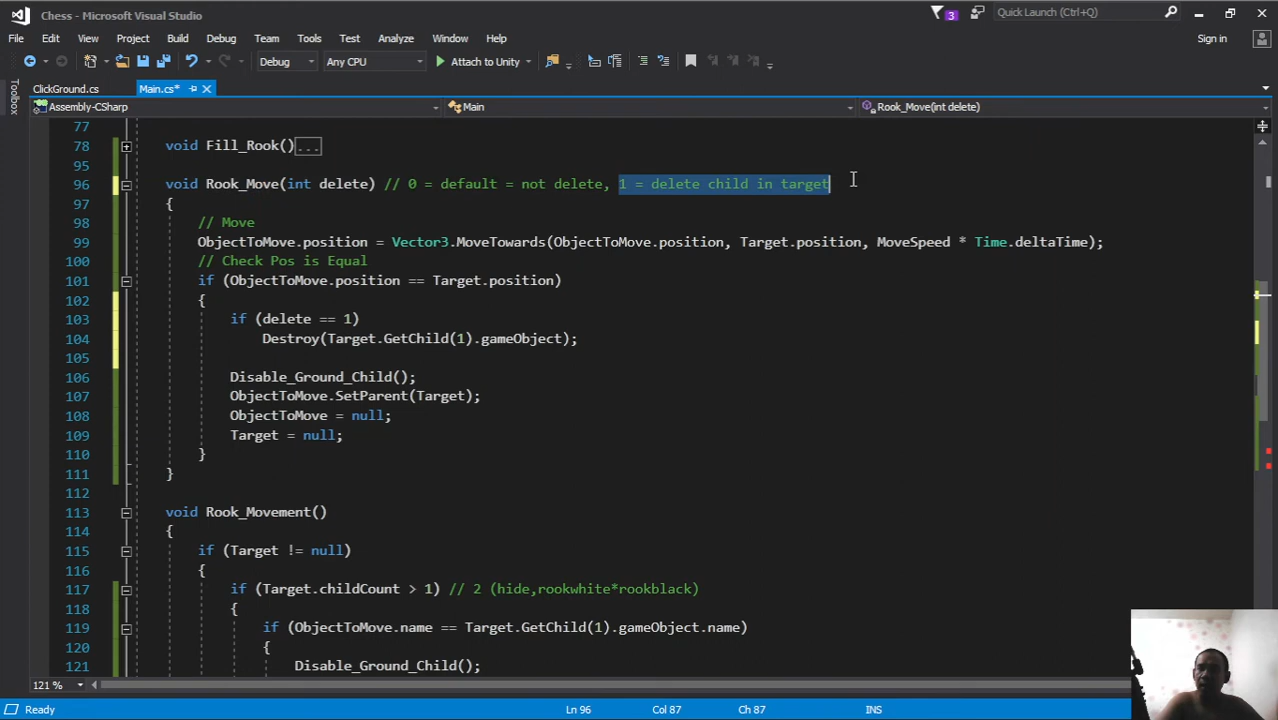 Chess - Microsoft Visual Studio
3
Quick Launch (Ctrl+Q)
File Edit View Project Build Debug Team Tools Test Analyze Window Help
Sign in
Debug Any CPU Attach to Unity
Toolbox
ClickGround.cs Main.cs*
Assembly-CSharp Main Rook_Move(int delete)
77
78 void Fill_Rook()...
95
96 void Rook_Move(int delete) // 0 = default = not delete, 1 = delete child in target
97 {
98 // Move
99 ObjectToMove.position = Vector3.MoveTowards(ObjectToMove.position, Target.position, MoveSpeed * Time.deltaTime);
100 // Check Pos is Equal
101 if (ObjectToMove.position == Target.position)
102 {
103 if (delete == 1)
104 Destroy(Target.GetChild(1).gameObject);
105
106 Disable_Ground_Child();
107 ObjectToMove.SetParent(Target);
108 ObjectToMove = null;
109 Target = null;
110 }
111 }
112
113 void Rook_Movement()
114 {
115 if (Target != null)
116 {
117 if (Target.childCount > 1) // 2 (hide,rookwhite*rookblack)
118 {
119 if (ObjectToMove.name == Target.GetChild(1).gameObject.name)
120 {
121 Disable_Ground_Child();
121 %
Ready Ln 96 Col 87 Ch 87 INS